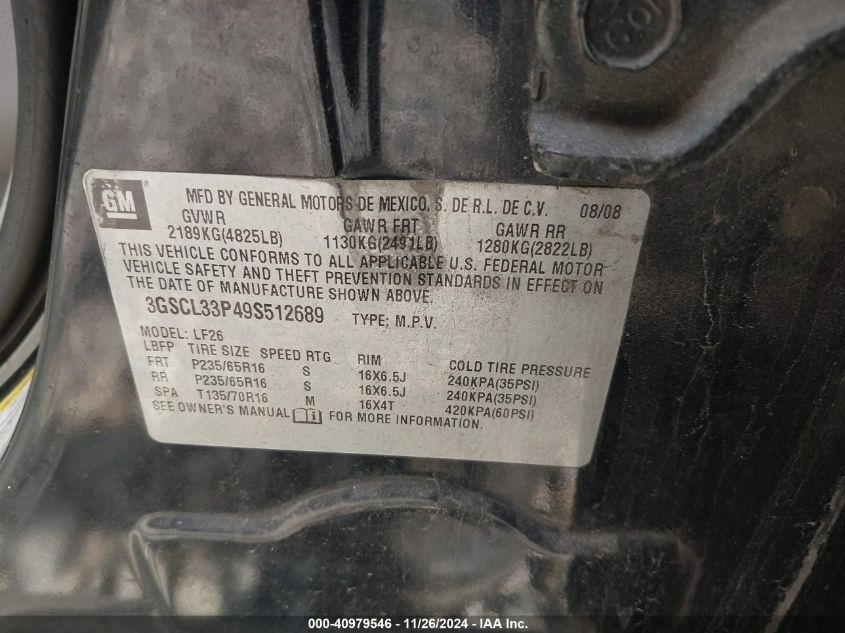 GM
MFD BY GENERAL MOTORS DE MEXICO, S. DE R.L. DE C.V. 08/08
GVWR GAWR FRT GAWR RR
2189KG(4825LB) 1130KG(2491LB) 1280KG(2822LB)
THIS VEHICLE CONFORMS TO ALL APPLICABLE U.S. FEDERAL MOTOR
VEHICLE SAFETY AND THEFT PREVENTION STANDARDS IN EFFECT ON
THE DATE OF MANUFACTURE SHOWN ABOVE.
3GSCL33P49S512689 TYPE: M.P.V.
MODEL: LF26
LBFP TIRE SIZE SPEED RTG RIM COLD TIRE PRESSURE
FRT P235/65R16 S 16X6.5J 240KPA(35PSI)
RR P235/65R16 S 16X6.5J 240KPA(35PSI)
SPA T135/70R16 M 16X4T 420KPA(60PSI)
SEE OWNER'S MANUAL i FOR MORE INFORMATION.
000-40979546 - 11/26/2024 - IAA Inc.